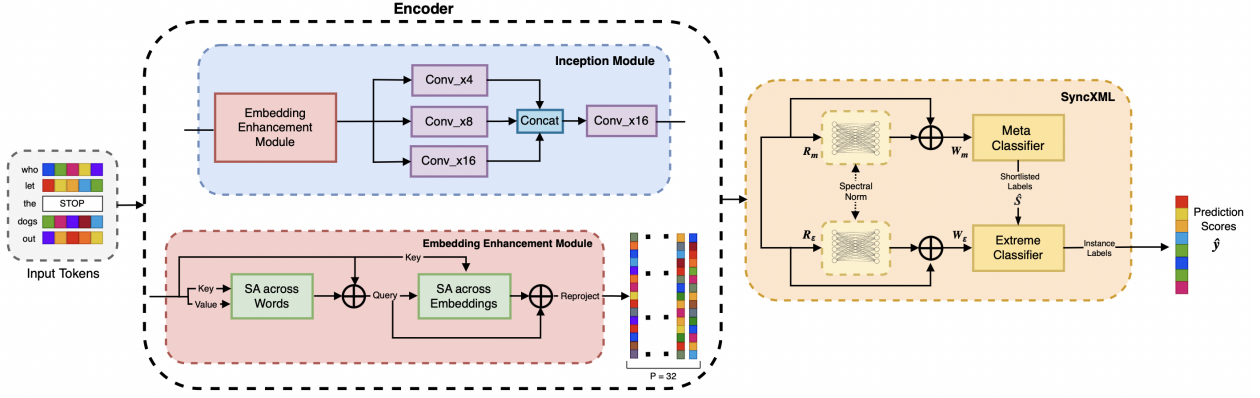 Encoder
Inception Module
Embedding
Enhancement
Module
Conv_x4
Conv_x8
Conv_x16
Concat
Conv_x16
who
let
the
STOP
dogs
out
Input Tokens
Embedding Enhancement Module
Key
Key
Value
SA across
Words
Query
SA across
Embeddings
Reproject
P = 32
SyncXML
R_m
W_m
Meta
Classifier
Spectral
Norm
Shortlisted
Labels
Ŝ
R_ε
W_ε
Extreme
Classifier
Instance
Labels
Prediction
Scores
ŷ